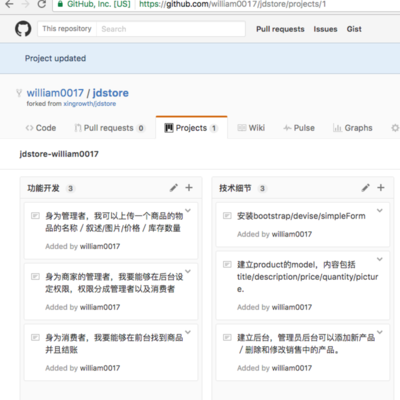 GitHub, Inc. [US] https://github.com/william0017/jdstore/projects/1
This repository Search Pull requests Issues Gist
Project updated
william0017 / jdstore
forked from xingrowth/jdstore
Code Pull requests 0 Projects 1 Wiki Pulse Graphs
jdstore-william0017
功能开发 3
身为管理者，我可以上传一个商品的物
品的名称 / 叙述/图片/价格 / 库存数量
Added by william0017
身为商家的管理者，我要能够在后台设
定权限，权限分成管理者以及消费者
Added by william0017
身为消费者，我要能够在前台找到商品
并且结账
Added by william0017
技术细节 3
安装bootstrap/devise/simpleForm
Added by william0017
建立product的model，内容包括
title/description/price/quantity/pictur
e.
Added by william0017
建立后台，管理员后台可以添加新产品
/ 删除和修改销售中的产品。
Added by william0017